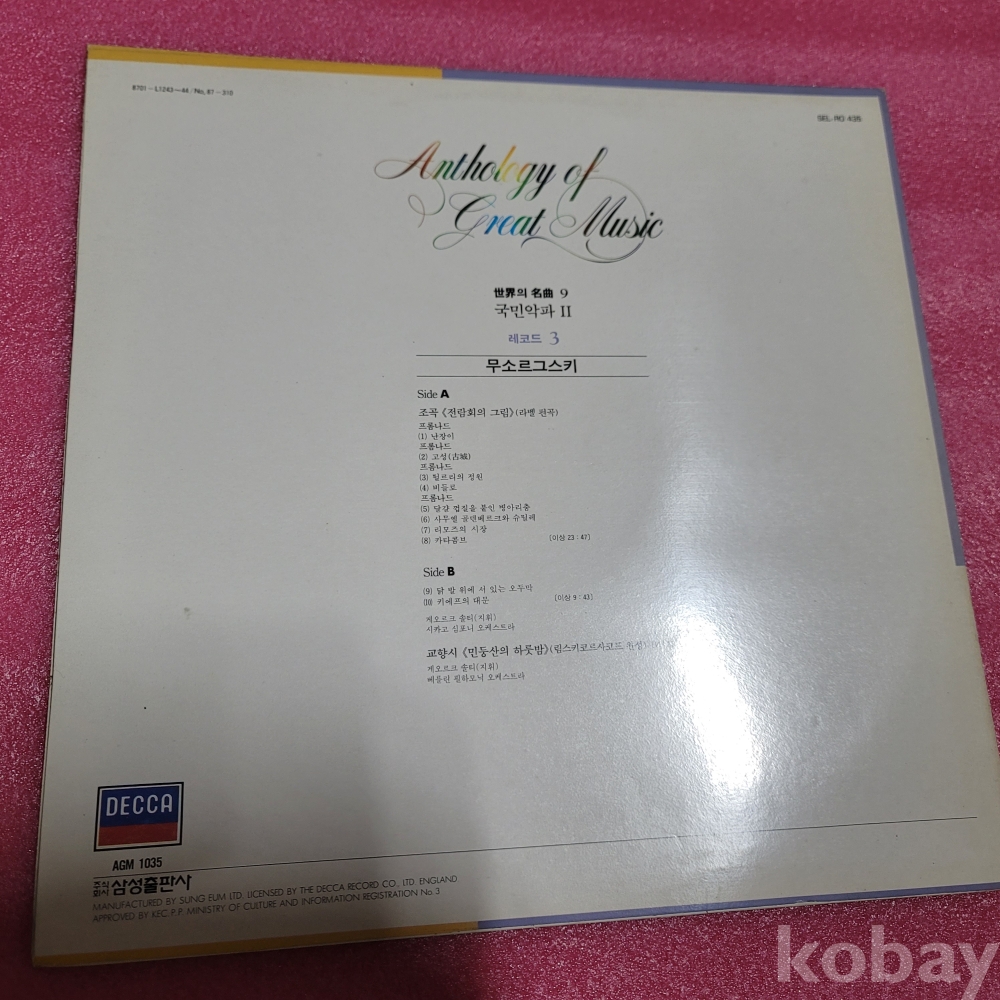 8701-L1243~44/No. 87-310
SEL-RO 435
Anthology of
Great Music
世界의 名曲 9
국민악파 II
레코드 3
무소르그스키
Side A
조곡《전람회의 그림》(라벨 편곡)
프롬나드
(1) 난장이
프롬나드
(2) 고성(古城)
프롬나드
(3) 튈르리의 정원
(4) 비들로
프롬나드
(5) 달걀 껍질을 붙인 병아리춤
(6) 사무엘 골덴베르크와 슈밀레
(7) 리모즈의 시장
(8) 카타콤브 [이상 23:47]
Side B
(9) 닭 발 위에 서 있는 오두막
(10) 키에프의 대문 [이상 9:43]
게오르크 솔티(지휘)
시카고 심포니 오케스트라
교향시《민둥산의 하룻밤》(림스키코르사코프 완성)
게오르크 솔티(지휘)
베를린 필하모닉 오케스트라
DECCA
AGM 1035
주식회사 삼성출판사
MANUFACTURED BY SUNG EUM LTD. LICENSED BY THE DECCA RECORD CO., LTD. ENGLAND
APPROVED BY KEC P.P. MINISTRY OF CULTURE AND INFORMATION REGISTRATION No. 3
kobay